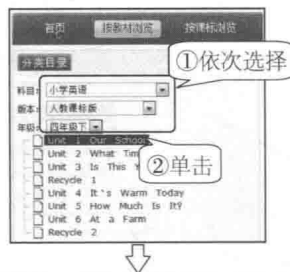 首页 按教材浏览 按课标浏览
分类目录
①依次选择
科目: 小学英语
版本: 人教课标版
年级: 四年级下
Unit 1 Our School
Unit 2 What Tim
②单击
Unit 3 Is This Y
Recycle 1
Unit 4 It's Warm Today
Unit 5 How Much Is It?
Unit 6 At a Farm
Recycle 2